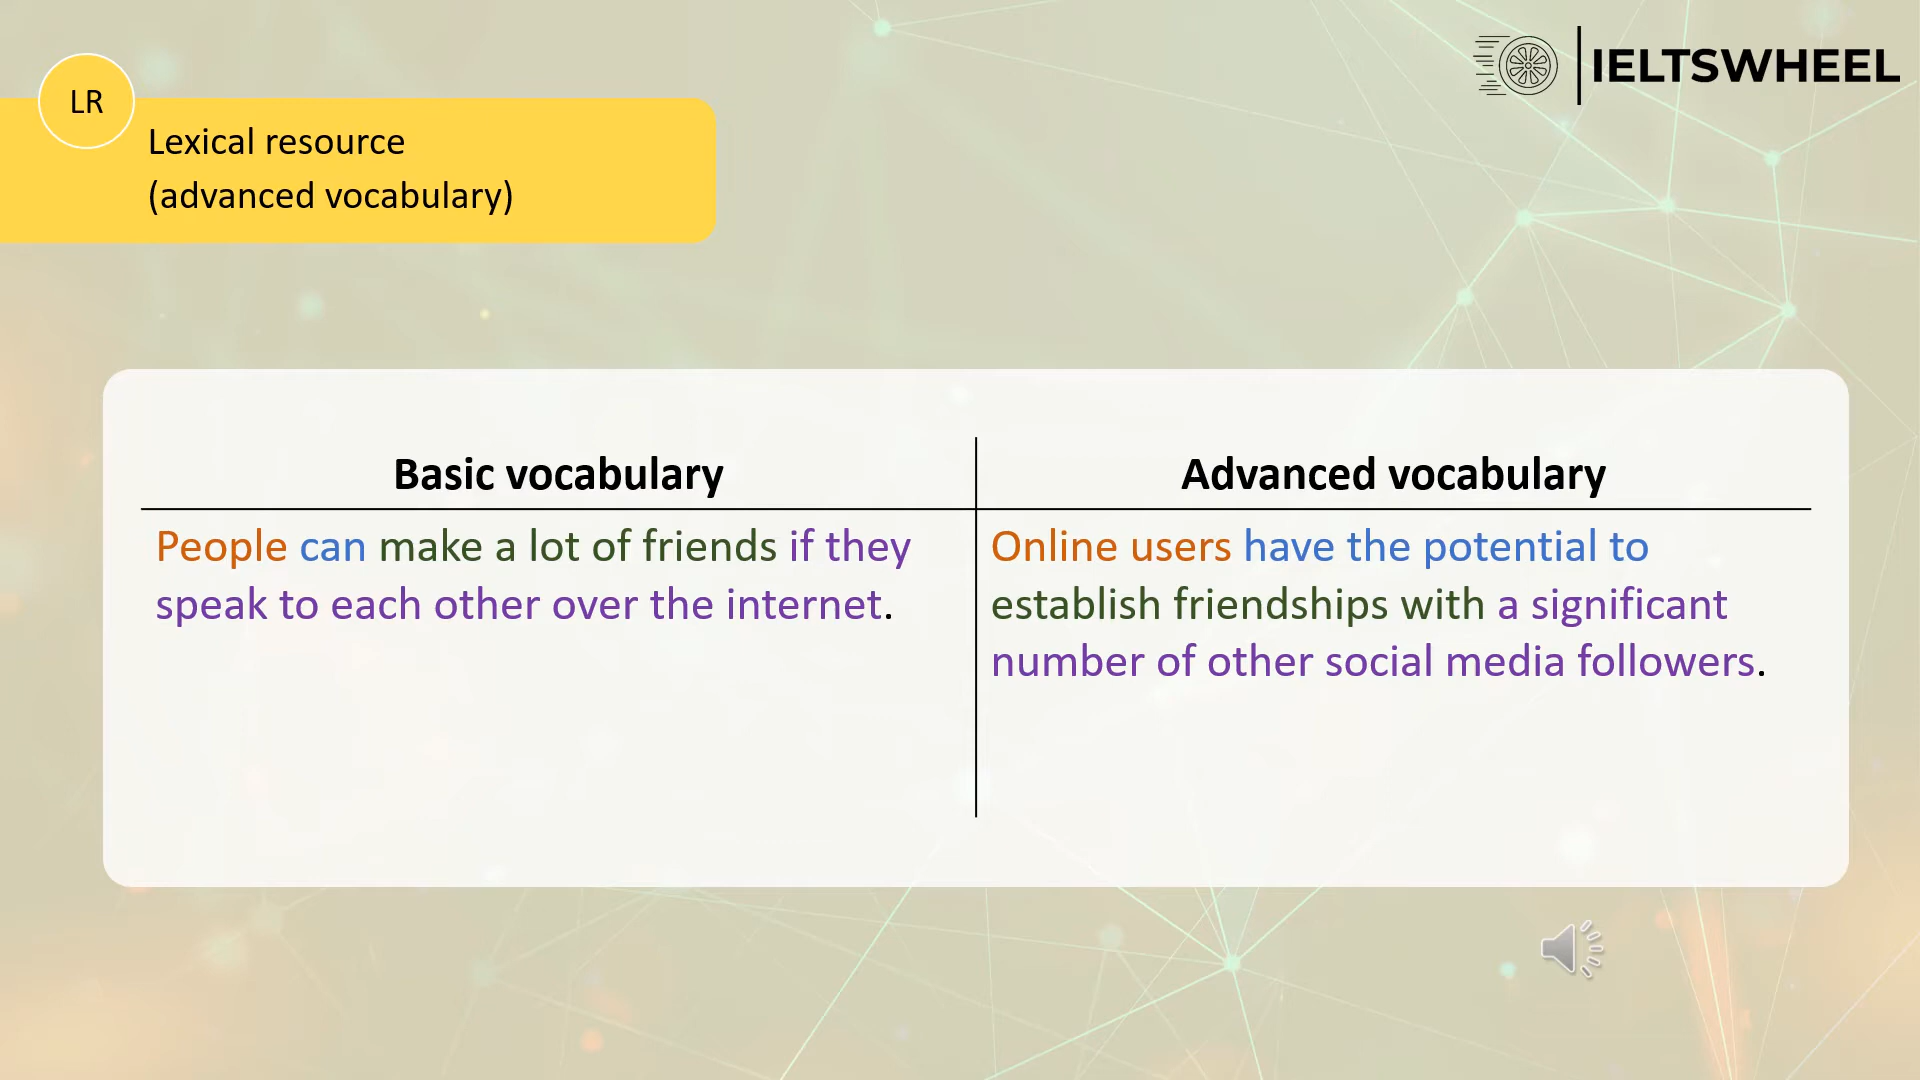 LR
IELTSWHEEL
Lexical resource
(advanced vocabulary)
Basic vocabulary
People can make a lot of friends if they
speak to each other over the internet.
Advanced vocabulary
Online users have the potential to
establish friendships with a significant
number of other social media followers.